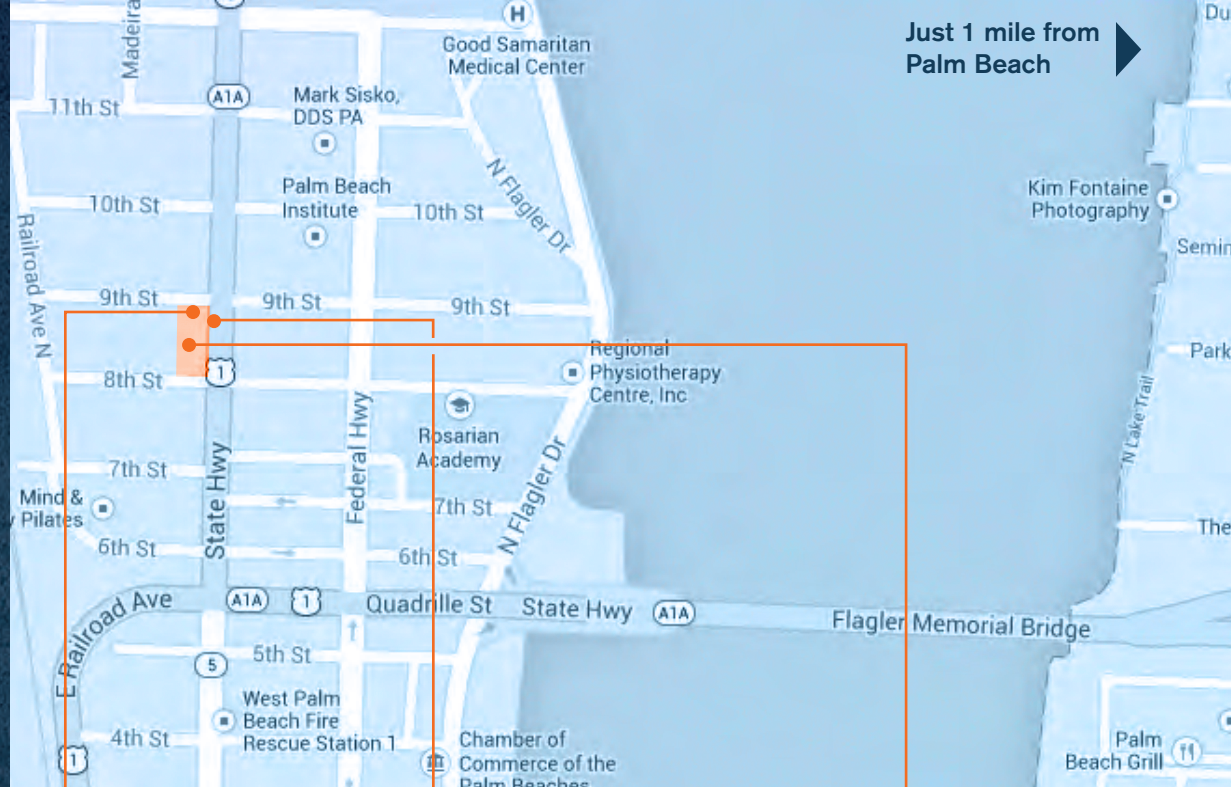 Du
H
Good Samaritan
Medical Center
Just 1 mile from
Palm Beach
Madeira
A1A
11th St
Mark Sisko,
DDS PA
N Flagler Dr
Palm Beach
Institute
10th St
10th St
Kim Fontaine
Photography
Railroad Ave N
Semin
9th St
9th St
9th St
Regional
Physiotherapy
Centre, Inc
Park
8th St
1
N Lake Trail
Federal Hwy
Rosarian
Academy
State Hwy
N Flagler Dr
7th St
Mind &
Pilates
7th St
The
6th St
6th St
E Railroad Ave
A1A
1
Quadrille St
State Hwy
A1A
Flagler Memorial Bridge
5th St
5
West Palm
Beach Fire
Rescue Station 1
4th St
1
Chamber of
Commerce of the
Palm Beaches
Palm
Beach Grill